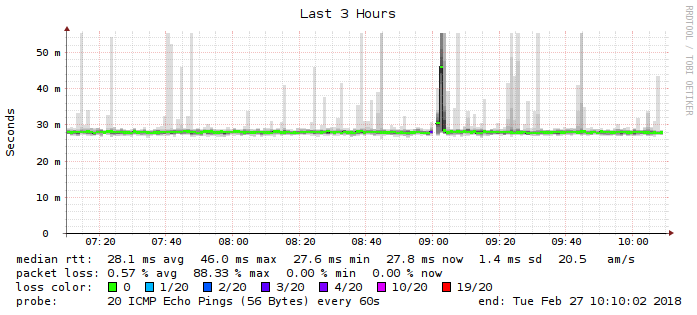 Last 3 Hours
RRDTOOL / TOBI OETIKER
Seconds
50 m
40 m
30 m
20 m
10 m
0
07:20 07:40 08:00 08:20 08:40 09:00 09:20 09:40 10:00
median rtt: 28.1 ms avg 46.0 ms max 27.6 ms min 27.8 ms now 1.4 ms sd 20.5 am/s
packet loss: 0.57 % avg 88.33 % max 0.00 % min 0.00 % now
loss color: 0 1/20 2/20 3/20 4/20 10/20 19/20
probe: 20 ICMP Echo Pings (56 Bytes) every 60s end: Tue Feb 27 10:10:02 2018